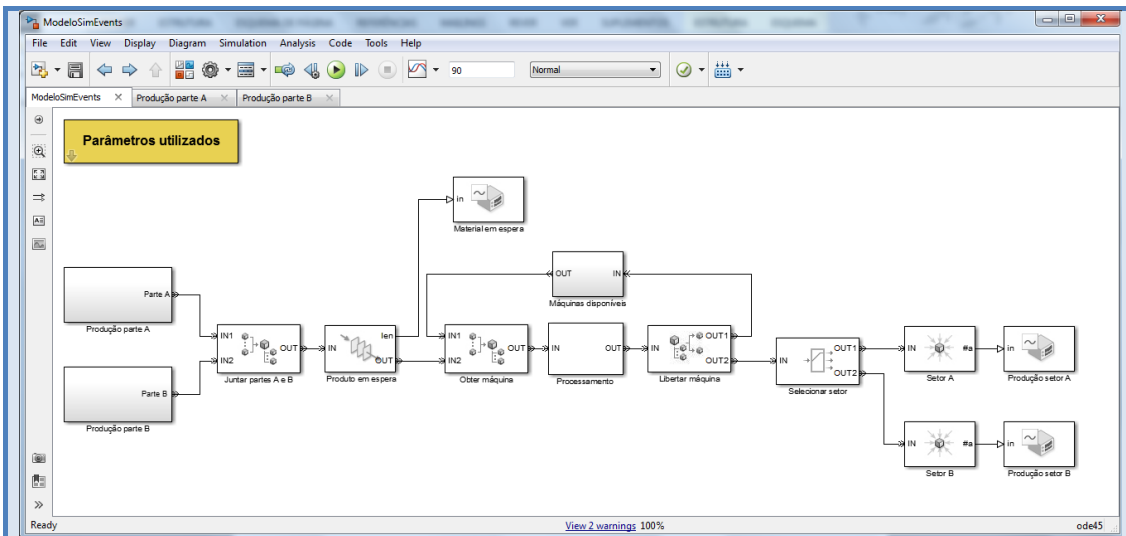 ModeloSimEvents
File Edit View Display Diagram Simulation Analysis Code Tools Help
90 Normal
ModeloSimEvents Produção parte A Produção parte B
Parâmetros utilizados
in
Material em espera
OUT IN
Máquinas disponíveis
Parte A
Produção parte A
IN1 IN2 OUT
Juntar partes A e B
IN len OUT
Produto em espera
IN1 IN2 OUT
Obter máquina
IN OUT
Processamento
IN OUT1 OUT2
Libertar máquina
IN OUT1 OUT2
Selecionar setor
IN #a
Setor A
in
Produção setor A
Parte B
Produção parte B
IN #a
Setor B
in
Produção setor B
Ready View 2 warnings 100% ode45